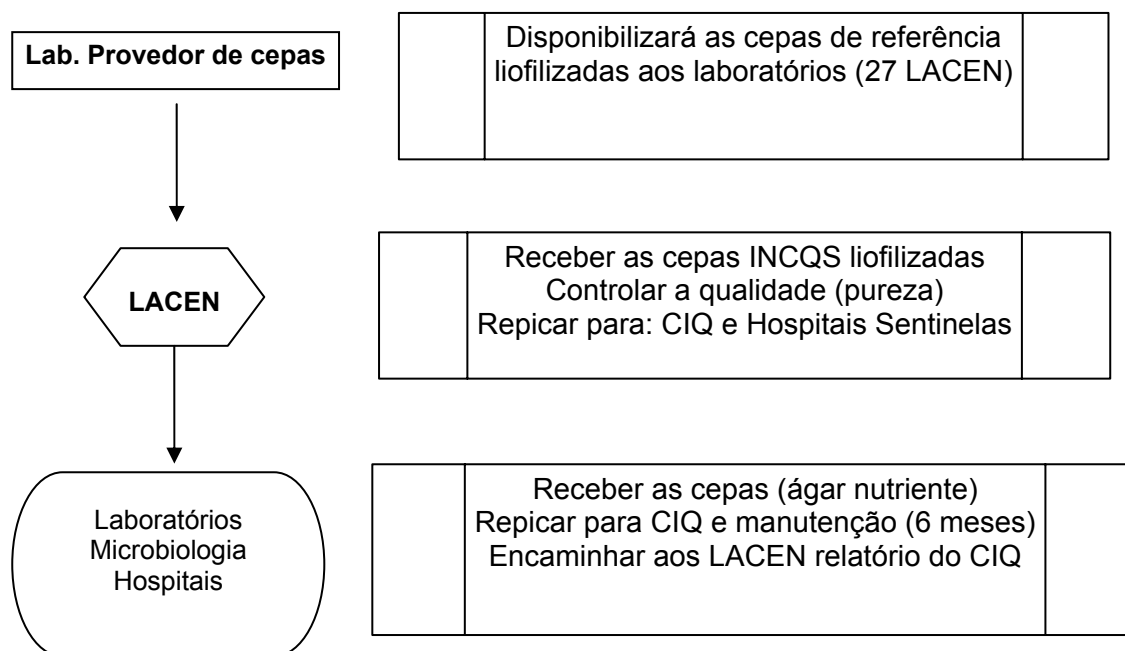 Lab. Provedor de cepas
Disponibilizará as cepas de referência
liofilizadas aos laboratórios (27 LACEN)
LACEN
Receber as cepas INCQS liofilizadas
Controlar a qualidade (pureza)
Repicar para: CIQ e Hospitais Sentinelas
Laboratórios
Microbiologia
Hospitais
Receber as cepas (ágar nutriente)
Repicar para CIQ e manutenção (6 meses)
Encaminhar aos LACEN relatório do CIQ